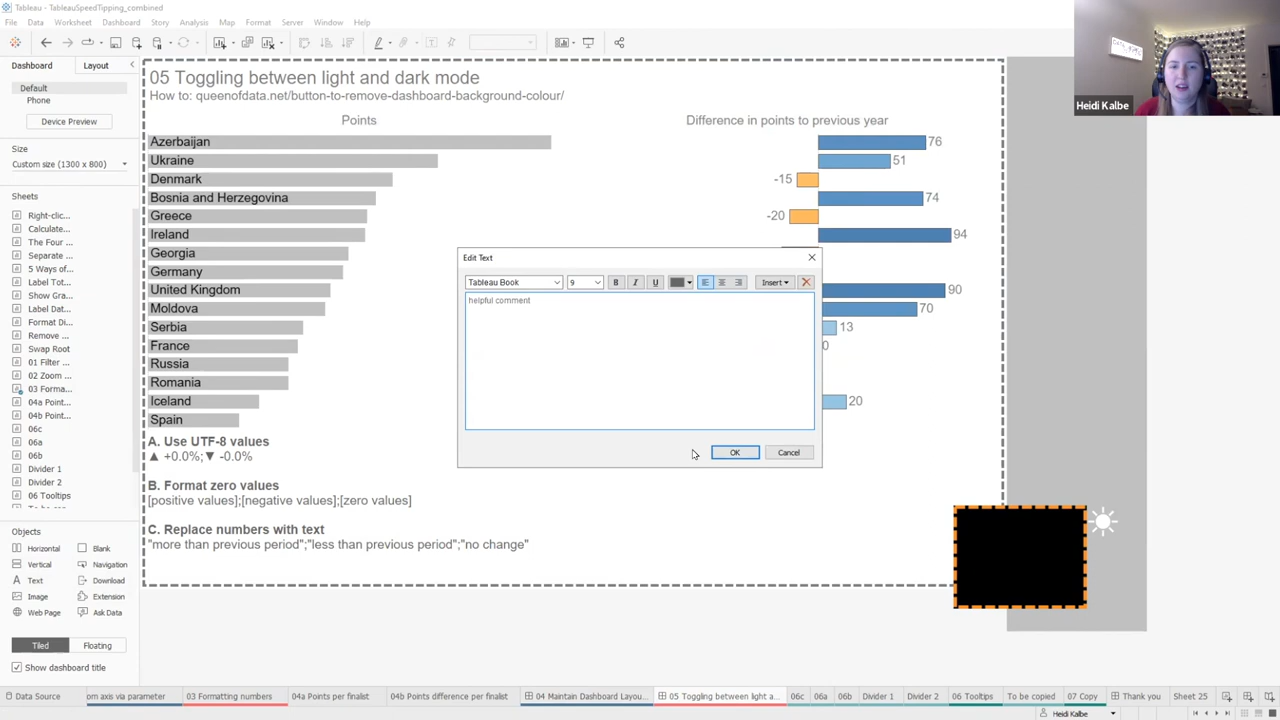 Tableau - TableauSpeedTipping_combined
File Data Worksheet Dashboard Story Analysis Map Format Server Window Help
Dashboard Layout
Default
Phone
Device Preview
Size
Custom size (1300 x 800)
Sheets
Right-clic...
Calculate...
The Four ...
Separate ...
5 Ways of...
Label Tot...
Show Gra...
Label Dat...
Format Di...
Remove ...
Swap Root
01 Filter ...
02 Zoom ...
03 Forma...
04a Point...
04b Point...
06c
06a
06b
Divider 1
Divider 2
06 Tooltips
Objects
Horizontal Blank
Vertical Navigation
Text Download
Image Extension
Web Page Ask Data
Tiled Floating
Show dashboard title
05 Toggling between light and dark mode
How to: queenofdata.net/button-to-remove-dashboard-background-colour/
Points Difference in points to previous year
Azerbaijan 76
Ukraine 51
Denmark -15
Bosnia and Herzegovina 74
Greece -20
Ireland 94
Georgia
Germany
United Kingdom 90
Moldova 70
Serbia 13
France 0
Russia
Romania
Iceland 20
Spain
A. Use UTF-8 values
▲ +0.0%;▼ -0.0%
B. Format zero values
[positive values];[negative values];[zero values]
C. Replace numbers with text
"more than previous period";"less than previous period";"no change"
Edit Text
Tableau Book 9 B I U Insert
helpful comment
OK Cancel
Heidi Kalbe
Data Source om axis via parameter 03 Formatting numbers 04a Points per finalist 04b Points difference per finalist 04 Maintain Dashboard Layou... 05 Toggling between light a... 06c 06a 06b Divider 1 Divider 2 06 Tooltips To be copied 07 Copy Thank you Sheet 25
Heidi Kalbe